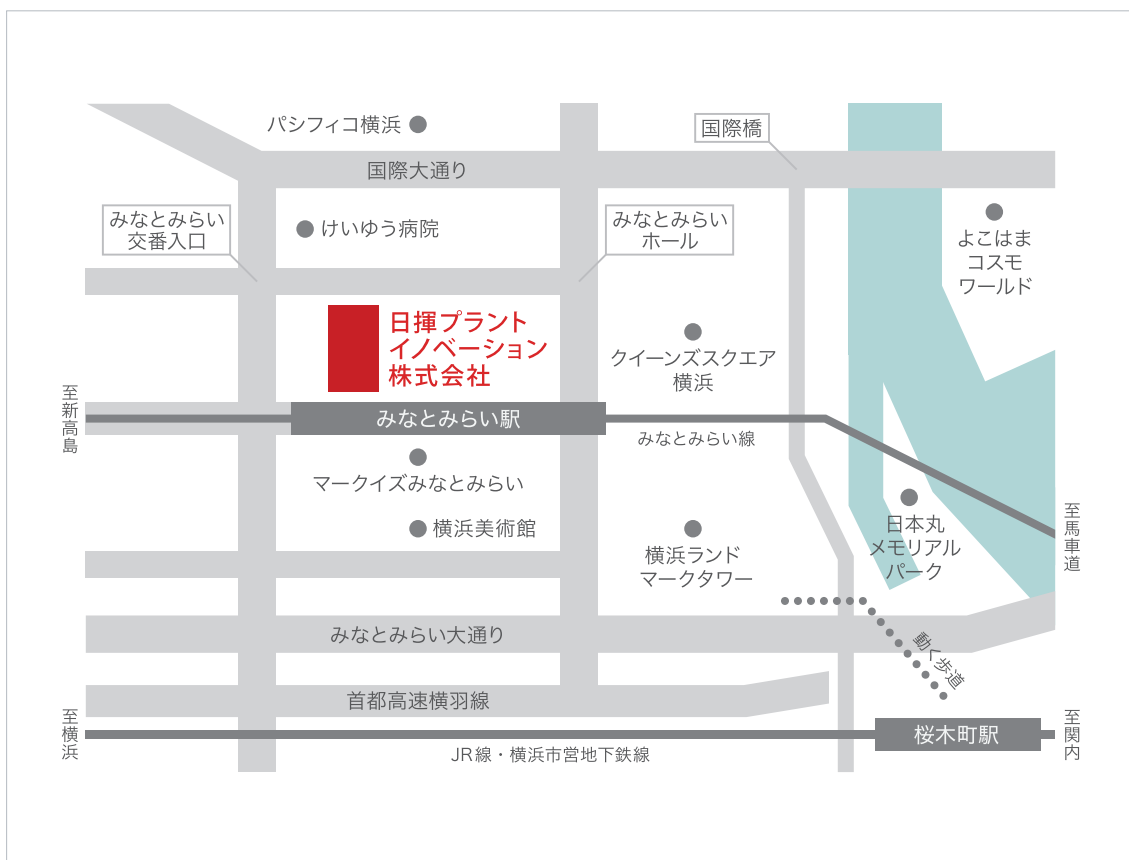 パシフィコ横浜
国際橋
国際大通り
みなとみらい
交番入口
けいゆう病院
みなとみらい
ホール
よこはま
コスモ
ワールド
日揮プラント
イノベーション
株式会社
クイーンズスクエア
横浜
至新高島
みなとみらい駅
みなとみらい線
マークイズみなとみらい
横浜美術館
横浜ランド
マークタワー
日本丸
メモリアル
パーク
至馬車道
みなとみらい大通り
動く歩道
首都高速横羽線
至横浜
桜木町駅
至関内
JR線・横浜市営地下鉄線